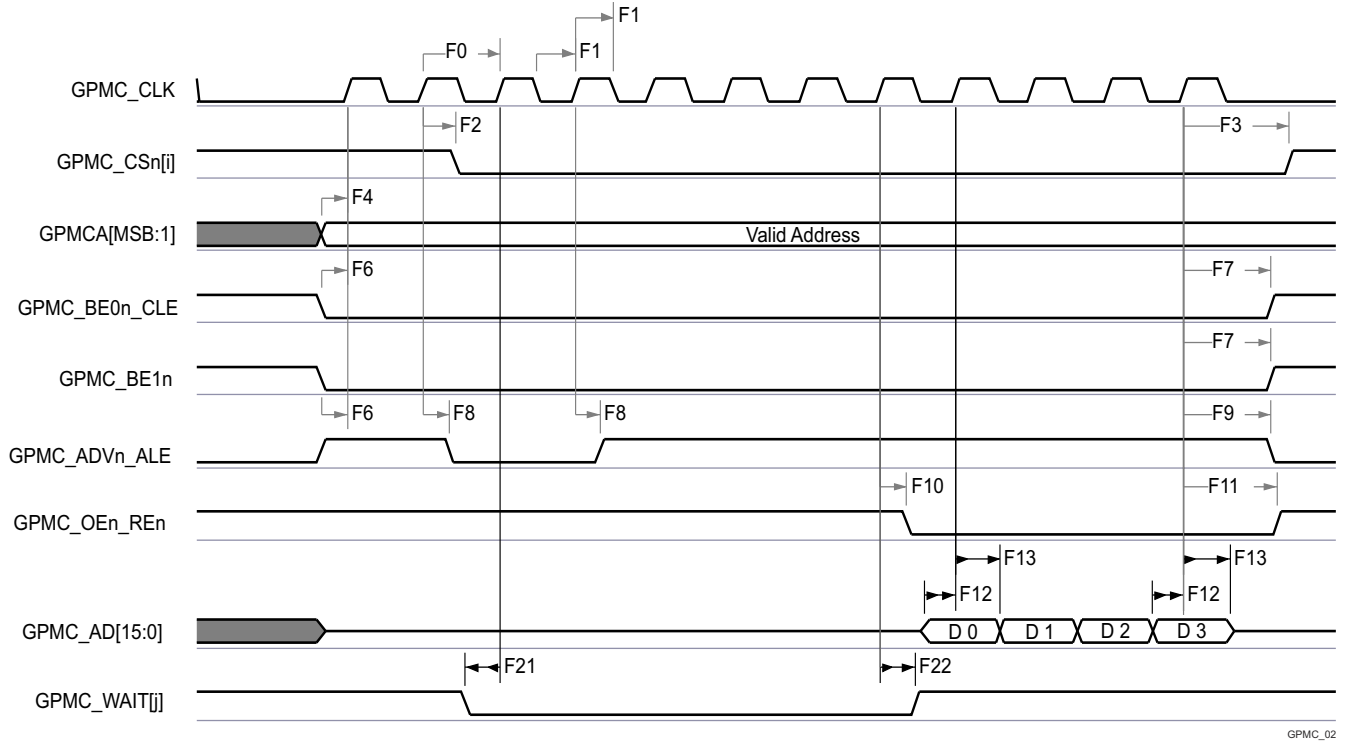 F1
F0 F1
GPMC_CLK
F2 F3
GPMC_CSn[i]
F4
GPMCA[MSB:1] Valid Address
F6 F7
GPMC_BE0n_CLE
F7
GPMC_BE1n
F6 F8 F8 F9
GPMC_ADVn_ALE
F10 F11
GPMC_OEn_REn
F13 F13
F12 F12
GPMC_AD[15:0] D 0 D 1 D 2 D 3
F21 F22
GPMC_WAIT[j]
GPMC_02